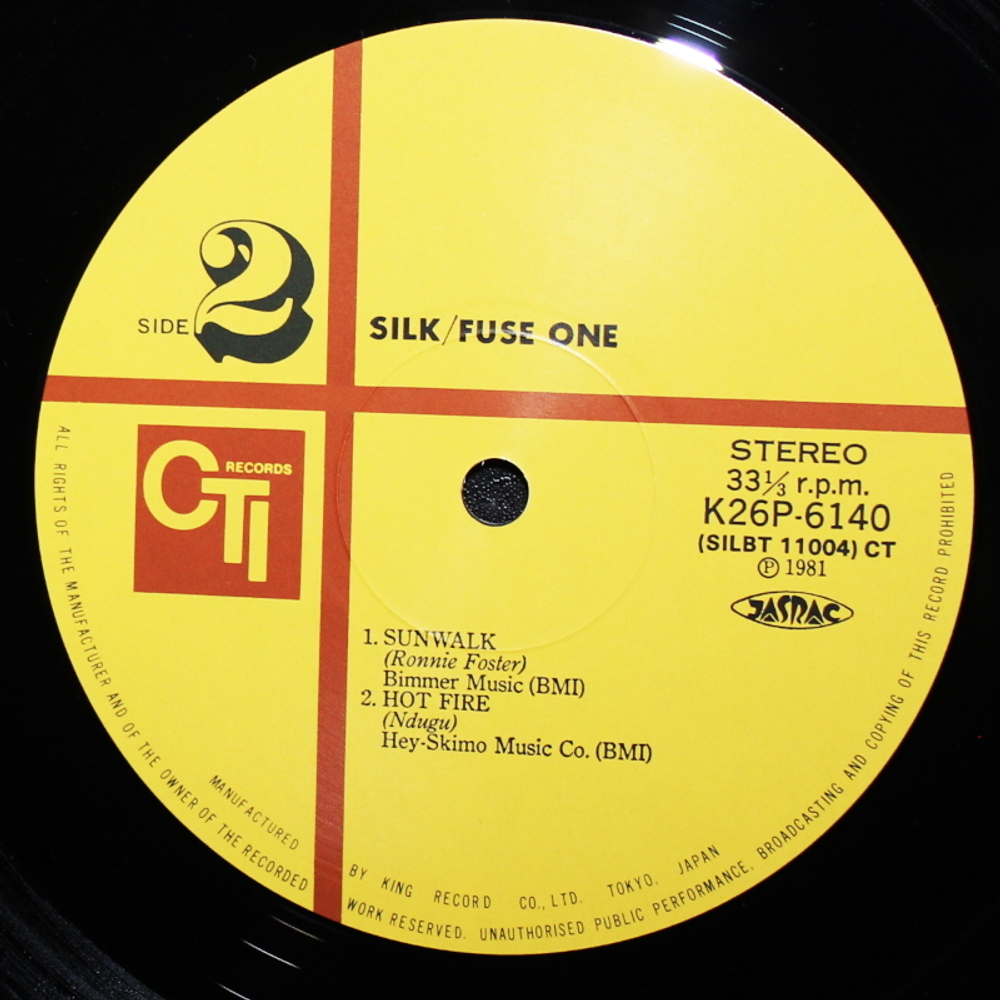 SIDE 2
SILK/FUSE ONE
CTI RECORDS
STEREO
33⅓ r.p.m.
K26P-6140
(SILBT 11004) CT
Ⓟ 1981
JASRAC
1. SUNWALK
(Ronnie Foster)
Bimmer Music (BMI)
2. HOT FIRE
(Ndugu)
Hey-Skimo Music Co. (BMI)
MANUFACTURED BY KING RECORD CO., LTD. TOKYO, JAPAN
ALL RIGHTS OF THE MANUFACTURER AND OF THE OWNER OF THE RECORDED WORK RESERVED. UNAUTHORISED PUBLIC PERFORMANCE, BROADCASTING AND COPYING OF THIS RECORD PROHIBITED